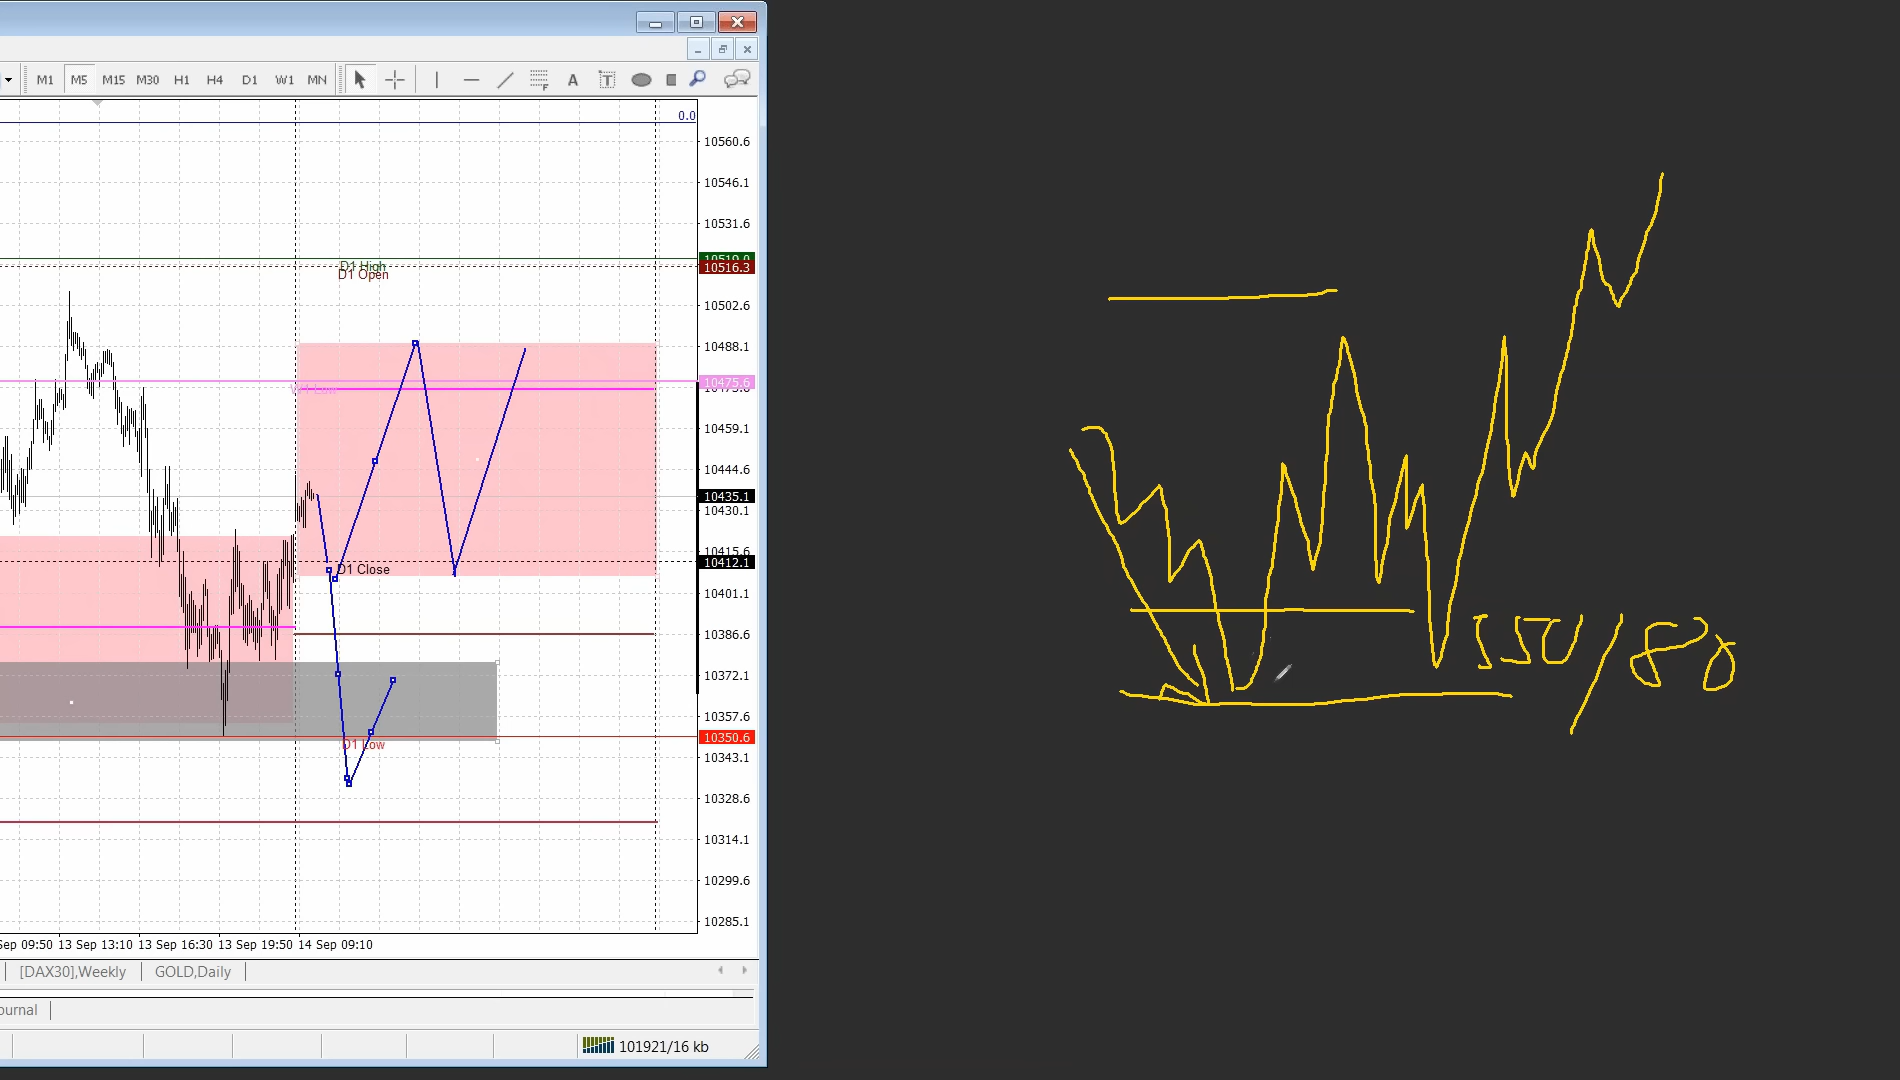 M1 M5 M15 M30 H1 H4 D1 W1 MN
A T
F
0.0
10560.6
10546.1
10531.6
D1 High
D1 Open
10516.3
10502.6
10488.1
10475.6
W1 Low
10459.1
10444.6
10435.1
10430.1
10415.6
10412.1
D1 Close
10401.1
10386.6
10372.1
10357.6
10350.6
D1 Low
10343.1
10328.6
10314.1
10299.6
10285.1
Sep 09:50 13 Sep 13:10 13 Sep 16:30 13 Sep 19:50 14 Sep 09:10
[DAX30],Weekly GOLD,Daily
ournal
101921/16 kb
550/80